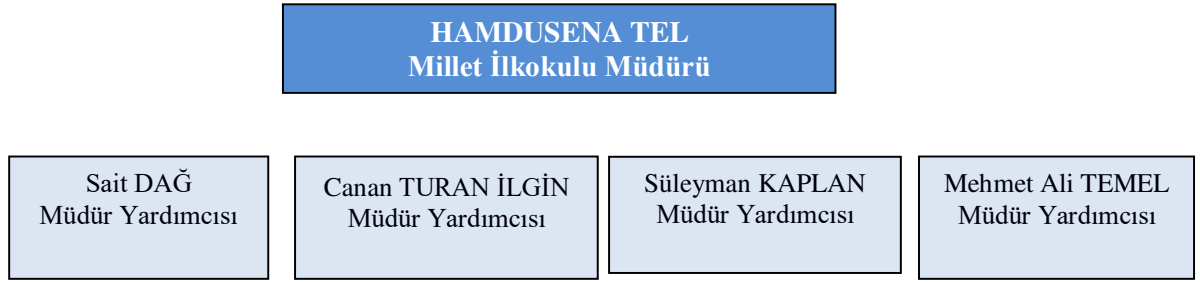 HAMDUSENA TEL
Millet İlkokulu Müdürü
Sait DAĞ
Müdür Yardımcısı
Canan TURAN İLGİN
Müdür Yardımcısı
Süleyman KAPLAN
Müdür Yardımcısı
Mehmet Ali TEMEL
Müdür Yardımcısı